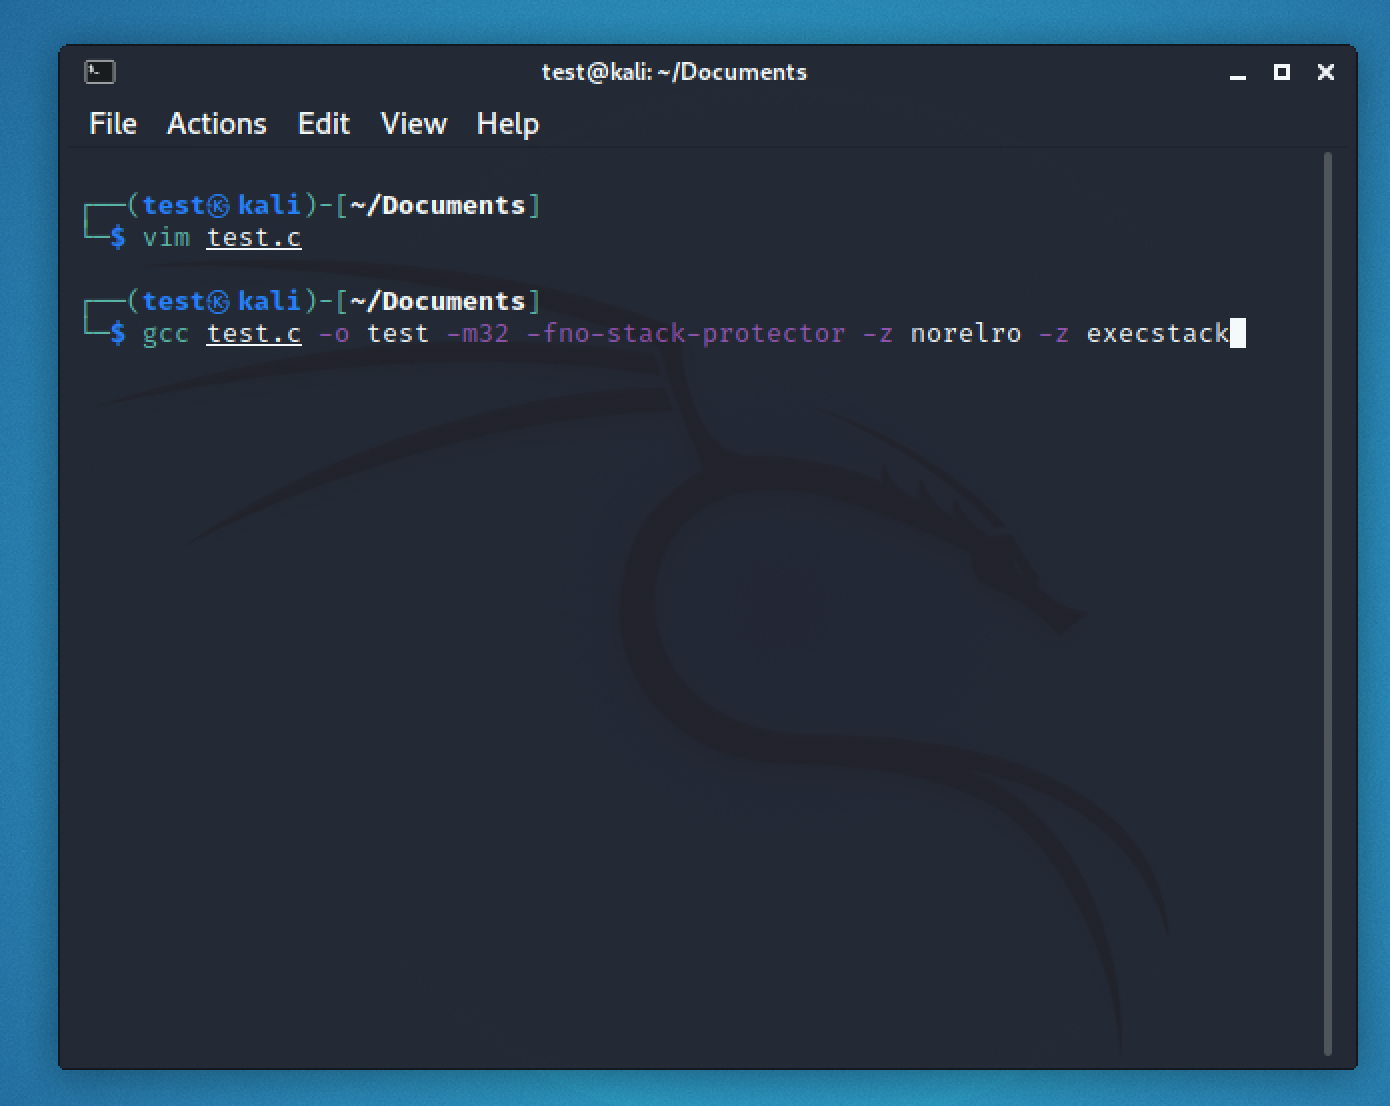 test@kali: ~/Documents
File Actions Edit View Help
┌──(test㉿kali)-[~/Documents]
└─$ vim test.c
┌──(test㉿kali)-[~/Documents]
└─$ gcc test.c -o test -m32 -fno-stack-protector -z norelro -z execstack